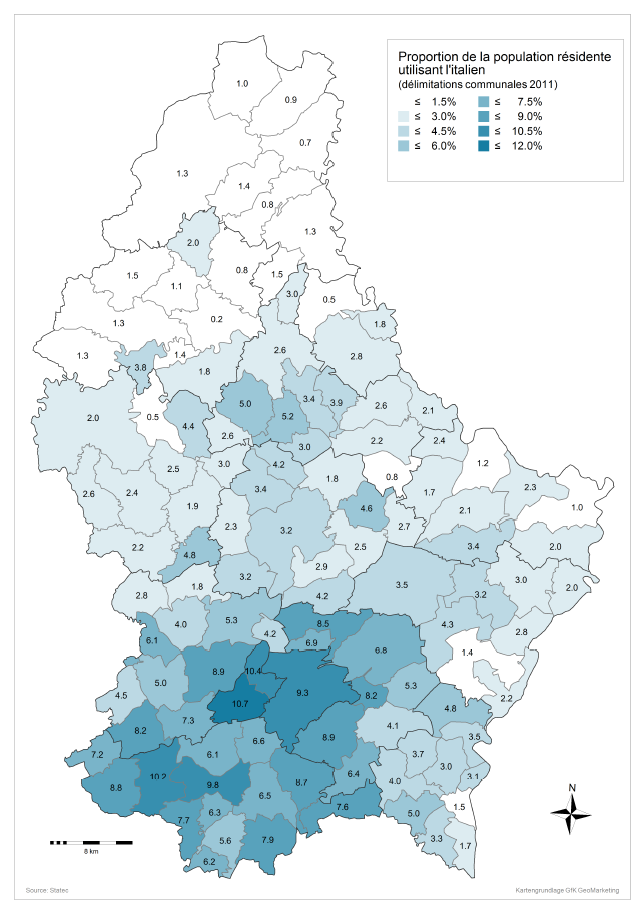 Proportion de la population résidente
utilisant l'italien
(délimitations communales 2011)
≤ 1.5% ≤ 7.5%
≤ 3.0% ≤ 9.0%
≤ 4.5% ≤ 10.5%
≤ 6.0% ≤ 12.0%
1.0
0.9
0.7
1.3
1.4
0.8
1.3
2.0
0.8
1.5 1.5
1.1
3.0
0.5
1.3 0.2 1.8
1.3 1.4 2.6 2.8
3.8 1.8
2.0 0.5 5.0 3.4 3.9 2.6 2.1
4.4 5.2
2.6 3.0 2.2 2.4
2.5 3.0 4.2 1.2
2.6 2.4 3.4 1.8 0.8 1.7 2.3
1.9 4.6 2.1 1.0
2.3 3.2 2.7
2.2 4.8 2.5 3.4 2.0
2.9
2.8 1.8 3.2 3.5 3.0 2.0
4.2 3.2
4.0 5.3 8.5 4.3
6.1 4.2 6.9 6.8 2.8
8.9 10.4 1.4
4.5 5.0 9.3 8.2 5.3 2.2
10.7 4.8
8.2 7.3 4.1
7.2 6.1 6.6 8.9 3.7 3.5
8.8 10.2 9.8 8.7 6.4 4.0 3.0 3.1
6.5 7.6 1.5
7.7 6.3 5.0
5.6 7.9 3.3 1.7
6.2
N
8 km
Source: Statec Kartengrundlage GfK GeoMarketing